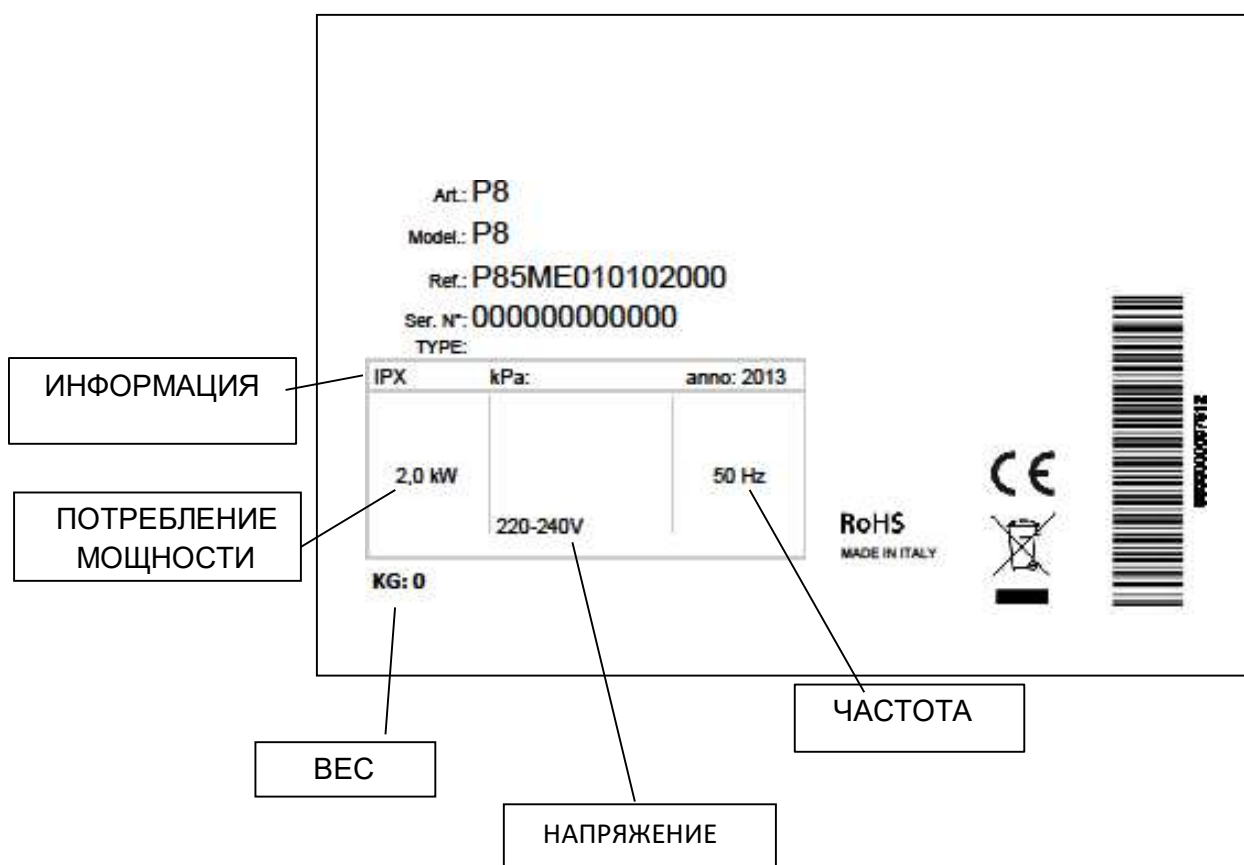 Art.: P8
Model.: P8
Ref.: P85ME010102000
Ser. N°: 000000000000
TYPE:
ИНФОРМАЦИЯ
IPX kPa: anno: 2013
2,0 kW 50 Hz
220-240V
ПОТРЕБЛЕНИЕ
МОЩНОСТИ
KG: 0
CE
RoHS
MADE IN ITALY
ЧАСТОТА
ВЕС
НАПРЯЖЕНИЕ